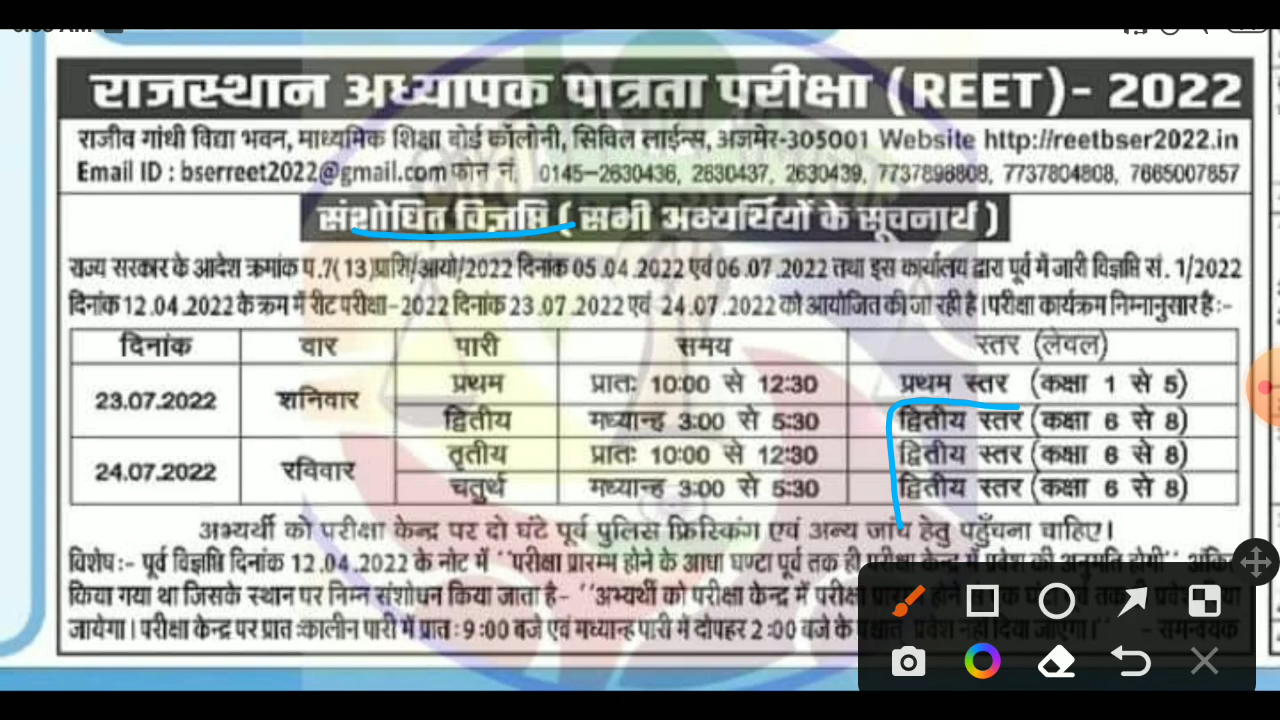 राजस्थान अध्यापक पात्रता परीक्षा (REET)- 2022
राजीव गांधी विद्या भवन, माध्यमिक शिक्षा बोर्ड कॉलोनी, सिविल लाईन्स, अजमेर-305001 Website http://reetbser2022.in
Email ID : bserreet2022@gmail.com फोन नं. 0145-2630436, 2630437, 2630439, 7737896808, 7737804808, 7665007857
संशोधित विज्ञप्ति ( सभी अभ्यर्थियों के सूचनार्थ )
राज्य सरकार के आदेश क्रमांक प.7( 13 )प्राशि/आयो/2022 दिनांक 05.04.2022 एवं 06.07.2022 तथा इस कार्यालय द्वारा पूर्व में जारी विज्ञप्ति सं. 1/2022
दिनांक 12.04.2022 के क्रम में रीट परीक्षा-2022 दिनांक 23.07.2022 एवं 24.07.2022 को आयोजित की जा रही है। परीक्षा कार्यक्रम निम्नानुसार है:-
दिनांक वार पारी समय स्तर (लेवल)
23.07.2022 शनिवार प्रथम प्रातः 10:00 से 12:30 प्रथम स्तर (कक्षा 1 से 5)
द्वितीय मध्यान्ह 3:00 से 5:30 द्वितीय स्तर (कक्षा 6 से 8)
24.07.2022 रविवार तृतीय प्रातः 10:00 से 12:30 द्वितीय स्तर (कक्षा 6 से 8)
चतुर्थ मध्यान्ह 3:00 से 5:30 द्वितीय स्तर (कक्षा 6 से 8)
अभ्यर्थी को परीक्षा केन्द्र पर दो घंटे पूर्व पुलिस फ्रिस्किंग एवं अन्य जांच हेतु पहुँचना चाहिए।
विशेष:- पूर्व विज्ञप्ति दिनांक 12.04.2022 के नोट में "परीक्षा प्रारम्भ होने के आधा घण्टा पूर्व तक ही परीक्षा केन्द्र में प्रवेश की अनुमति होगी"
किया गया था जिसके स्थान पर निम्न संशोधन किया जाता है- "अभ्यर्थी को परीक्षा केन्द्र में परीक्षा
जायेगा। परीक्षा केन्द्र पर प्रातःकालीन पारी में प्रातः 9:00 बजे एवं मध्यान्ह पारी में दोपहर 2:00 बजे के पश्चात् प्रवेश नहीं दिया जाएगा।" - समन्वयक